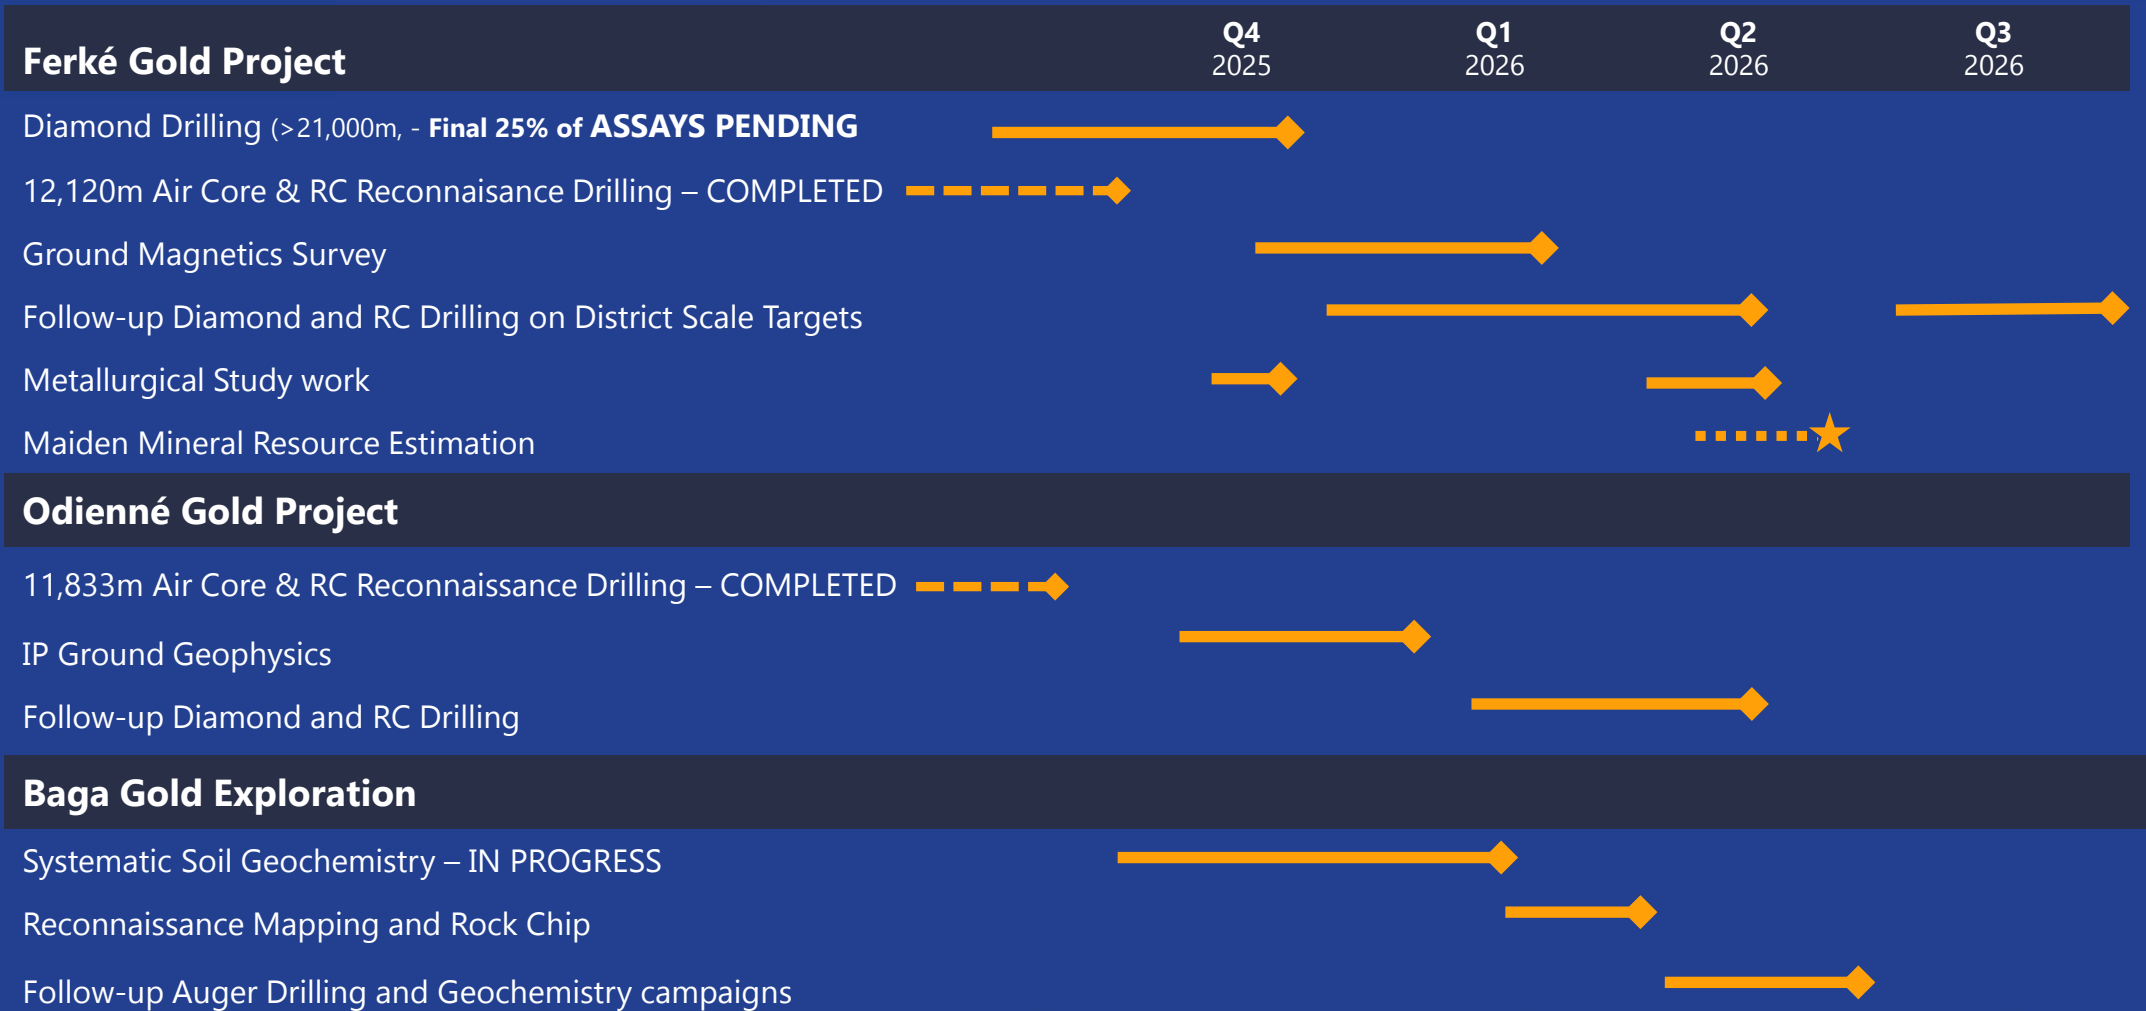 Ferké Gold Project
Q4 Q1 Q2 Q3
2025 2026 2026 2026
Diamond Drilling (>21,000m, - Final 25% of ASSAYS PENDING
12,120m Air Core & RC Reconnaisance Drilling – COMPLETED
Ground Magnetics Survey
Follow-up Diamond and RC Drilling on District Scale Targets
Metallurgical Study work
Maiden Mineral Resource Estimation
Odienné Gold Project
11,833m Air Core & RC Reconnaissance Drilling – COMPLETED
IP Ground Geophysics
Follow-up Diamond and RC Drilling
Baga Gold Exploration
Systematic Soil Geochemistry – IN PROGRESS
Reconnaissance Mapping and Rock Chip
Follow-up Auger Drilling and Geochemistry campaigns